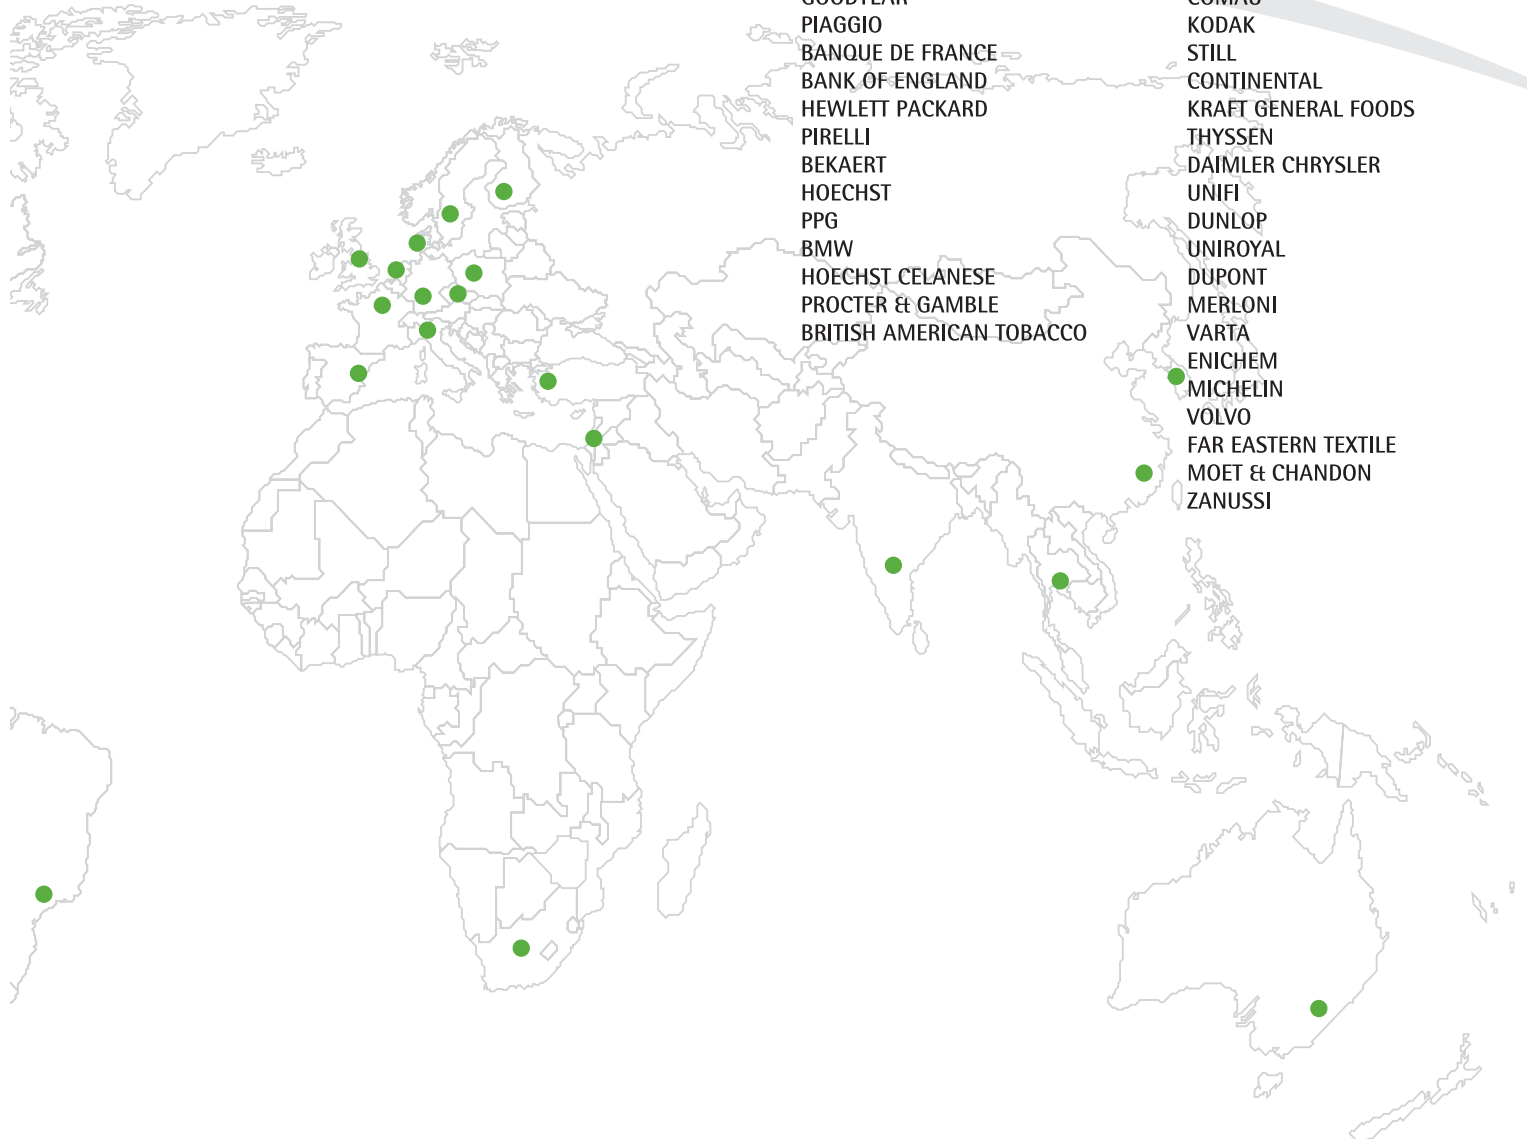 GOODYEAR
PIAGGIO
BANQUE DE FRANCE
BANK OF ENGLAND
HEWLETT PACKARD
PIRELLI
BEKAERT
HOECHST
PPG
BMW
HOECHST CELANESE
PROCTER & GAMBLE
BRITISH AMERICAN TOBACCO
COMAU
KODAK
STILL
CONTINENTAL
KRAFT GENERAL FOODS
THYSSEN
DAIMLER CHRYSLER
UNIFI
DUNLOP
UNIROYAL
DUPONT
MERLONI
VARTA
ENICHEM
MICHELIN
VOLVO
FAR EASTERN TEXTILE
MOET & CHANDON
ZANUSSI